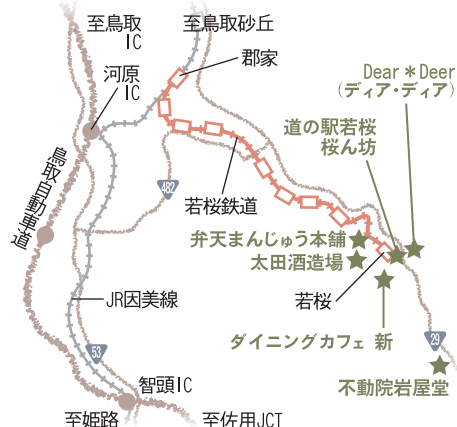 至鳥取
IC
至鳥取砂丘
郡家
河原
IC
Dear＊Deer
(ディア・ディア)
道の駅若桜
桜ん坊
鳥取自動車道
482
若桜鉄道
弁天まんじゅう本舗
太田酒造場
若桜
JR因美線
ダイニングカフェ 新
29
53
智頭IC
不動院岩屋堂
至姫路
至佐用JCT